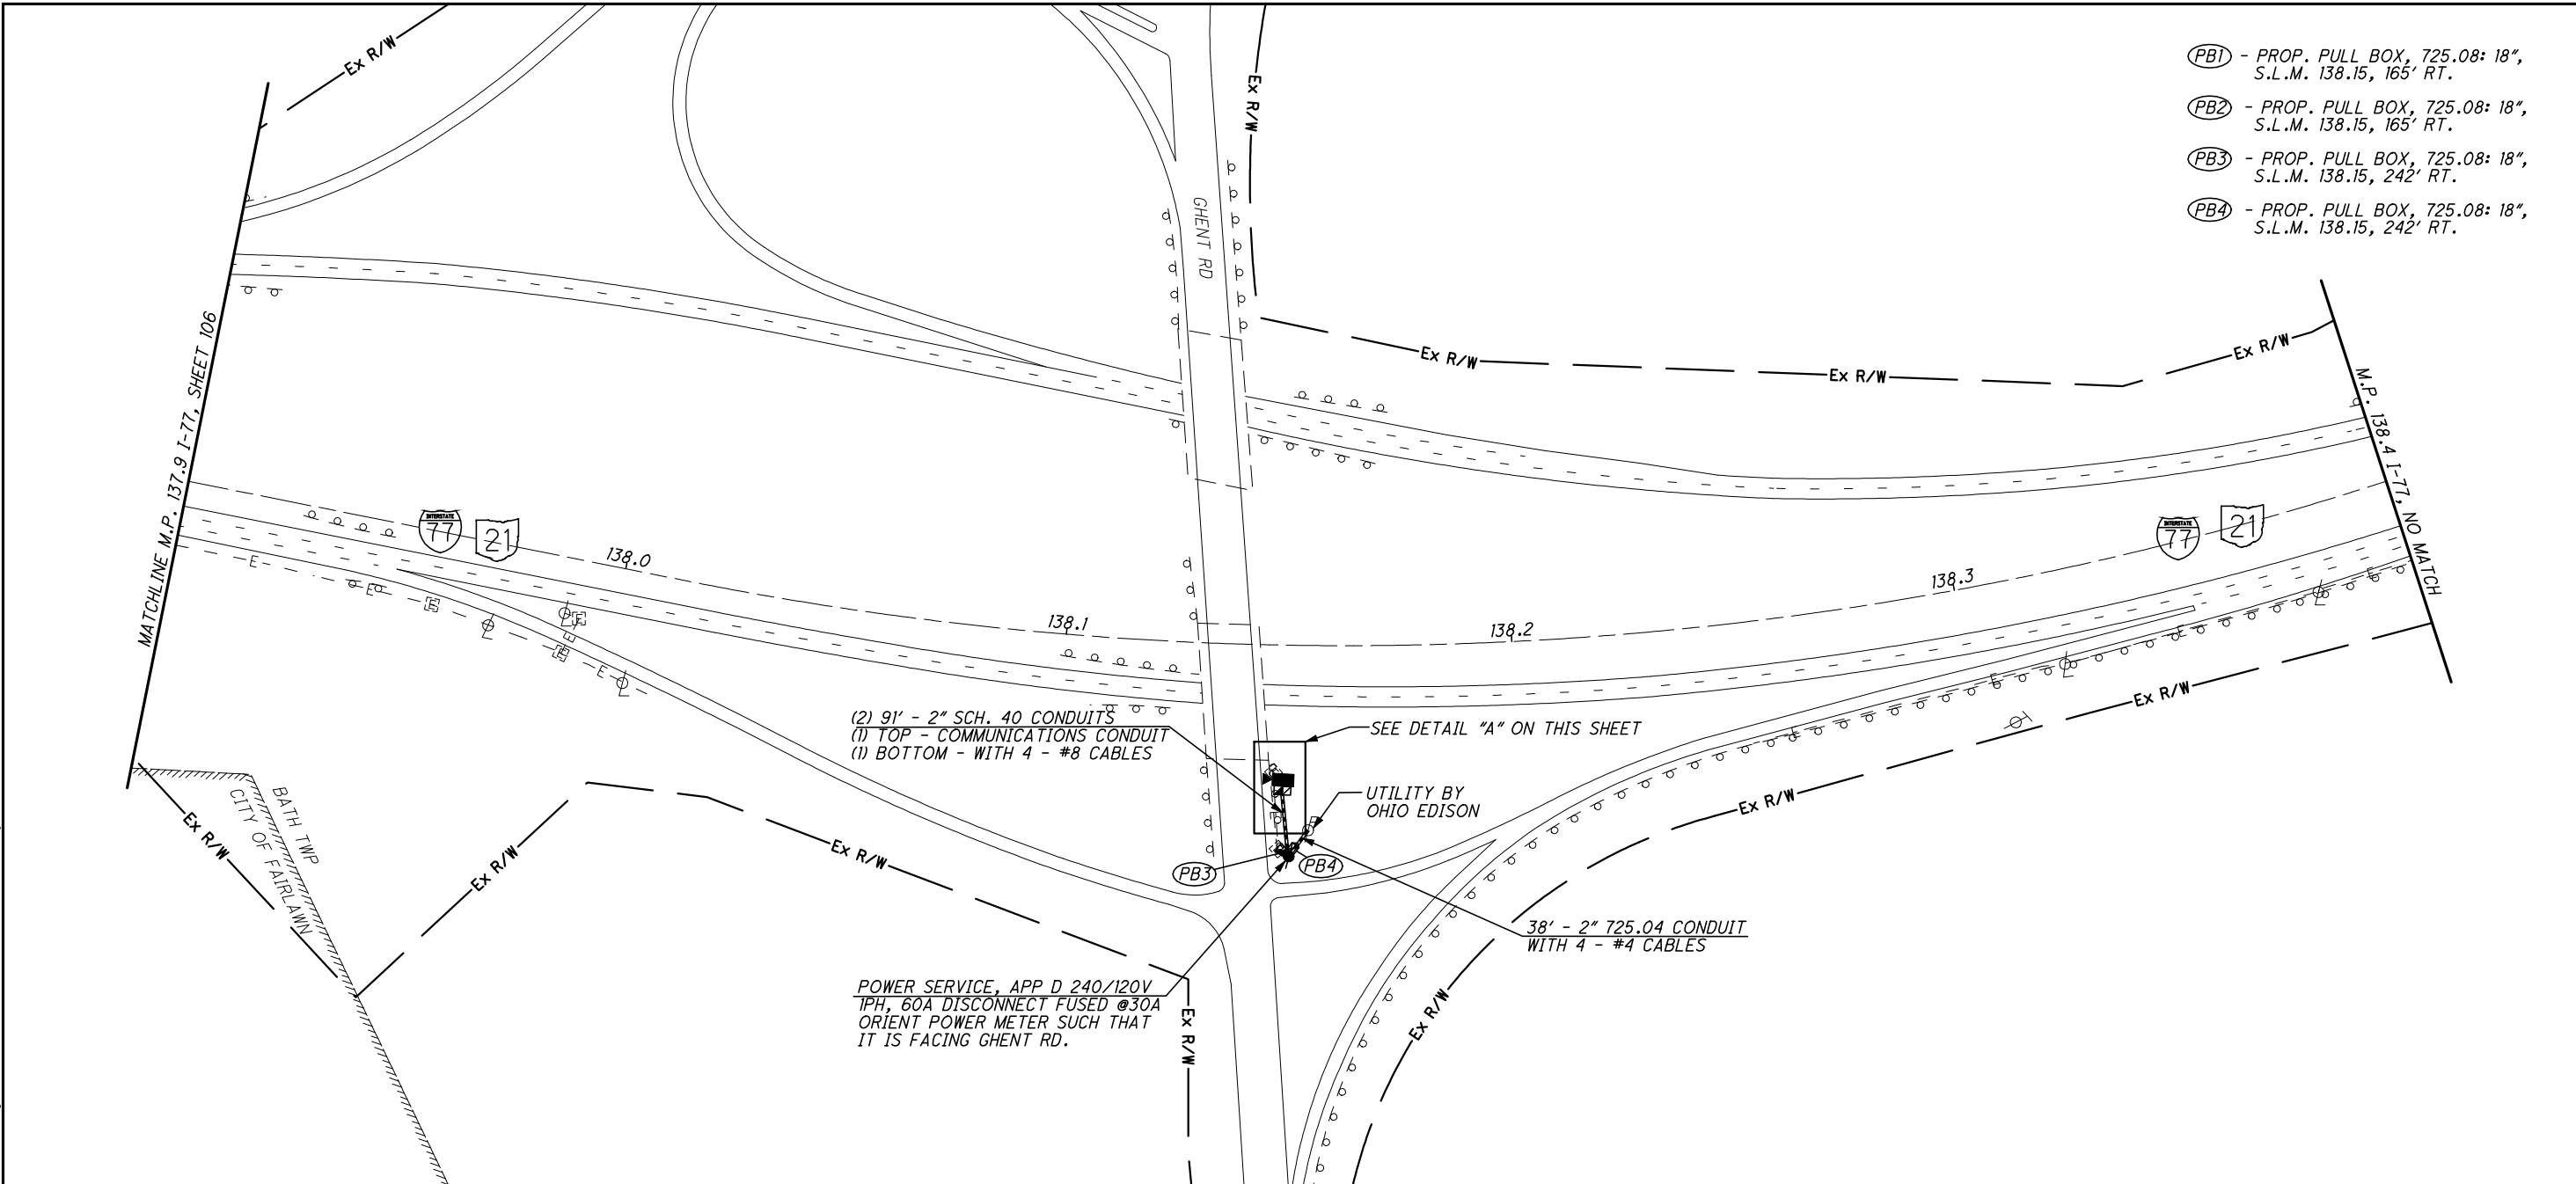 PB1 - PROP. PULL BOX, 725.08: 18",
S.L.M. 138.15, 165' RT.
PB2 - PROP. PULL BOX, 725.08: 18",
S.L.M. 138.15, 165' RT.
PB3 - PROP. PULL BOX, 725.08: 18",
S.L.M. 138.15, 242' RT.
PB4 - PROP. PULL BOX, 725.08: 18",
S.L.M. 138.15, 242' RT.
Ex R/W
Ex R/W
GHENT RD
MATCHLINE M.P. 137.9 I-77, SHEET 106
Ex R/W
Ex R/W
Ex R/W
M.P. 138.4 I-77, NO MATCH
INTERSTATE
77
21
INTERSTATE
77
21
138.0
138.1
138.2
138.3
E
E
E
E
E
E
E
E
E
E
E
(2) 91' - 2" SCH. 40 CONDUITS
(1) TOP - COMMUNICATIONS CONDUIT
(1) BOTTOM - WITH 4 - #8 CABLES
SEE DETAIL "A" ON THIS SHEET
UTILITY BY
OHIO EDISON
PB3
PB4
Ex R/W
Ex R/W
BATH TWP
CITY OF FAIRLAWN
Ex R/W
Ex R/W
Ex R/W
38' - 2" 725.04 CONDUIT
WITH 4 - #4 CABLES
POWER SERVICE, APP D 240/120V
1PH, 60A DISCONNECT FUSED @30A
ORIENT POWER METER SUCH THAT
IT IS FACING GHENT RD.
Ex R/W
Ex R/W